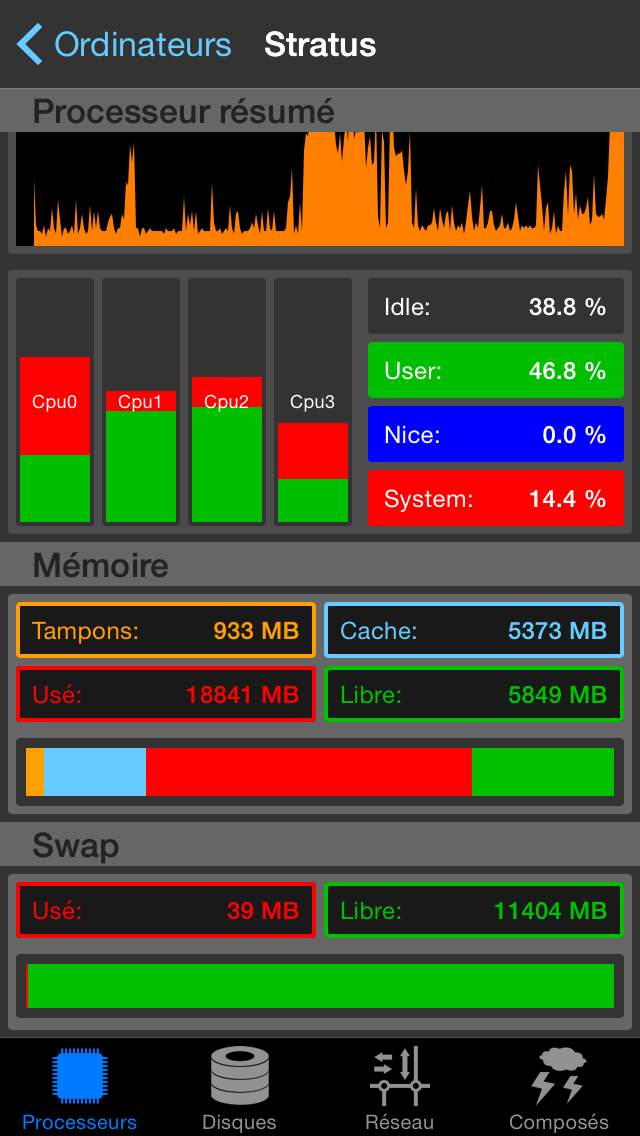 Ordinateurs Stratus
Processeur résumé
Cpu0 Cpu1 Cpu2 Cpu3
Idle: 38.8 %
User: 46.8 %
Nice: 0.0 %
System: 14.4 %
Mémoire
Tampons: 933 MB Cache: 5373 MB
Usé: 18841 MB Libre: 5849 MB
Swap
Usé: 39 MB Libre: 11404 MB
Processeurs Disques Réseau Composés